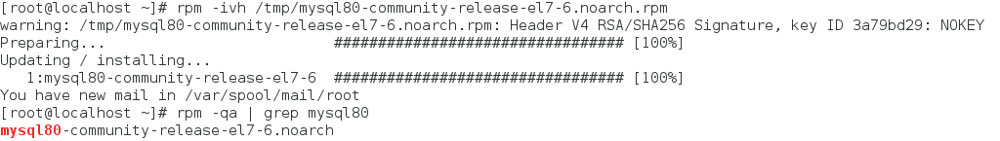 [root@localhost ~]# rpm -ivh /tmp/mysql80-community-release-el7-6.noarch.rpm
warning: /tmp/mysql80-community-release-el7-6.noarch.rpm: Header V4 RSA/SHA256 Signature, key ID 3a79bd29: NOKEY
Preparing...                          ################################# [100%]
Updating / installing...
   1:mysql80-community-release-el7-6  ################################# [100%]
You have new mail in /var/spool/mail/root
[root@localhost ~]# rpm -qa | grep mysql80
mysql80-community-release-el7-6.noarch